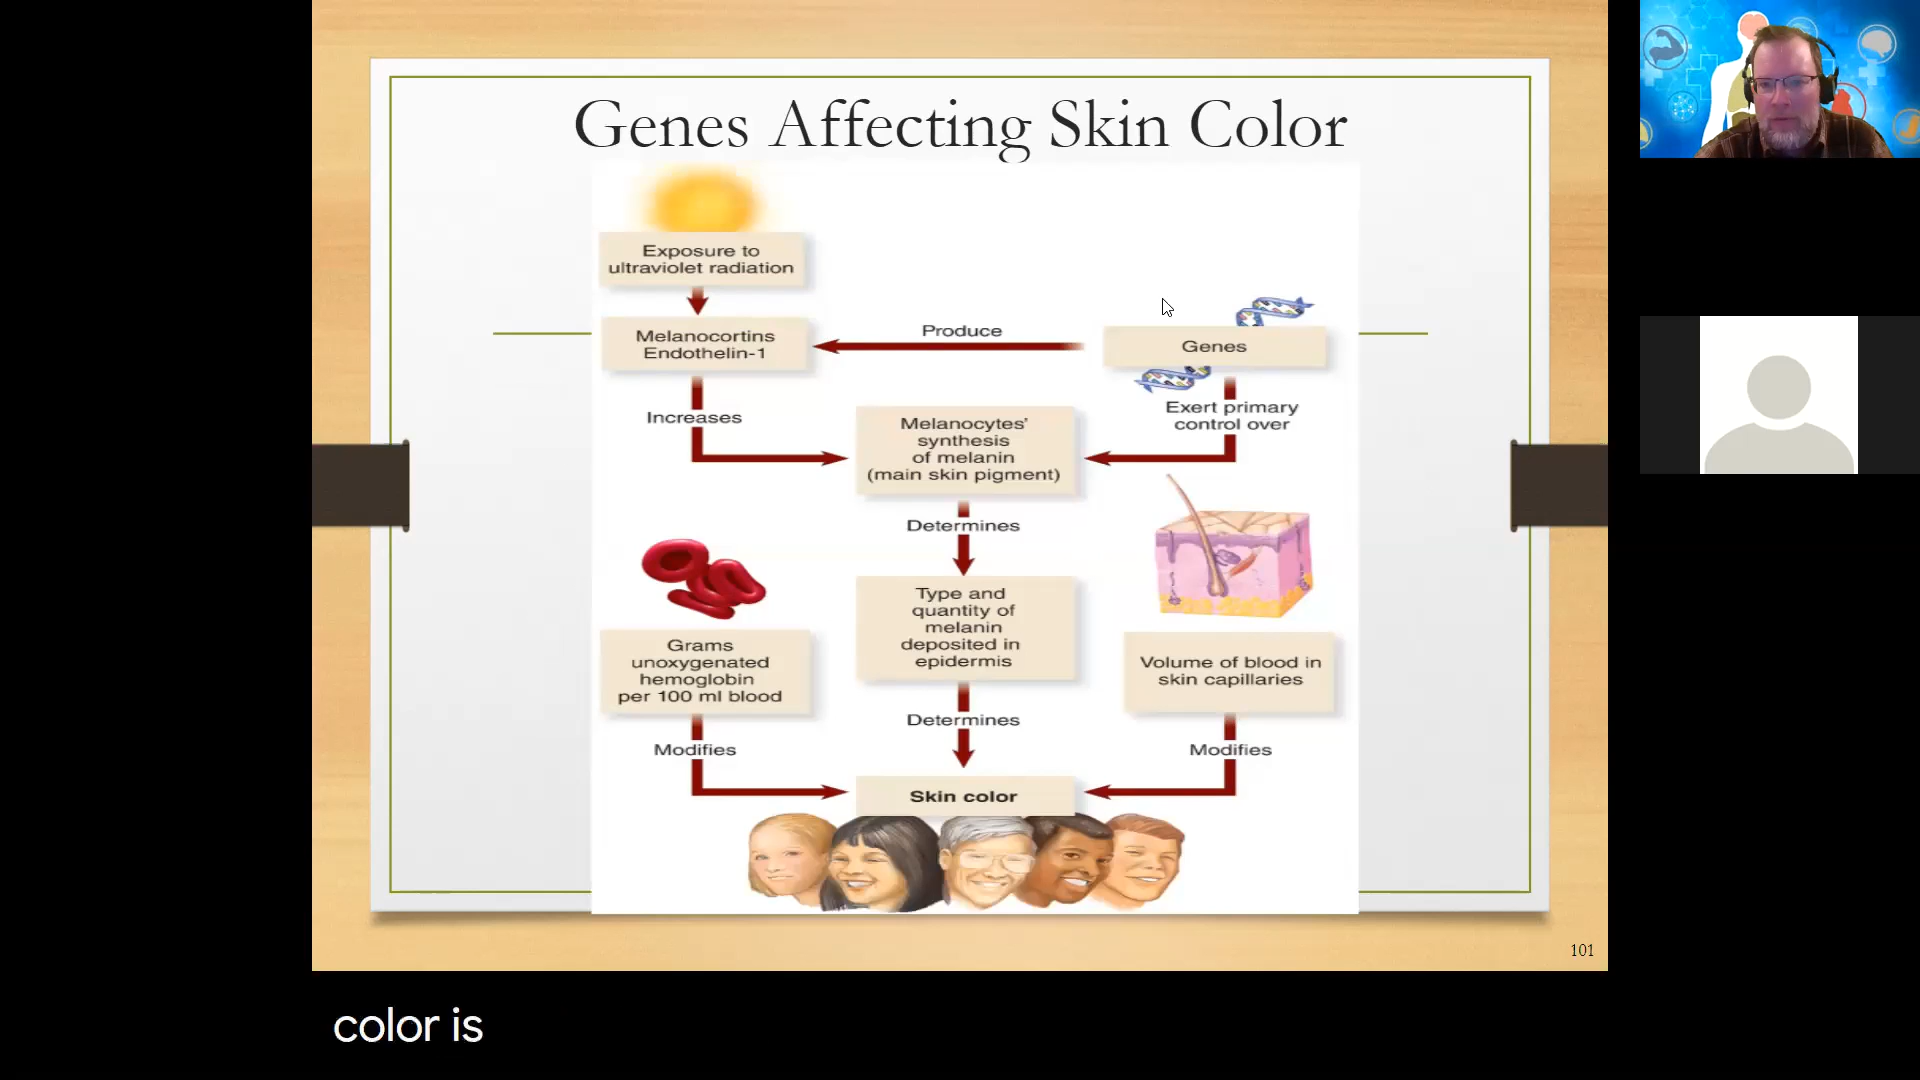 Genes Affecting Skin Color
Exposure to
ultraviolet radiation
Melanocortins
Endothelin-1
Produce
Genes
Increases
Exert primary
control over
Melanocytes'
synthesis
of melanin
(main skin pigment)
Determines
Type and
quantity of
melanin
deposited in
epidermis
Grams
unoxygenated
hemoglobin
per 100 ml blood
Volume of blood in
skin capillaries
Determines
Modifies
Modifies
Skin color
101
color is